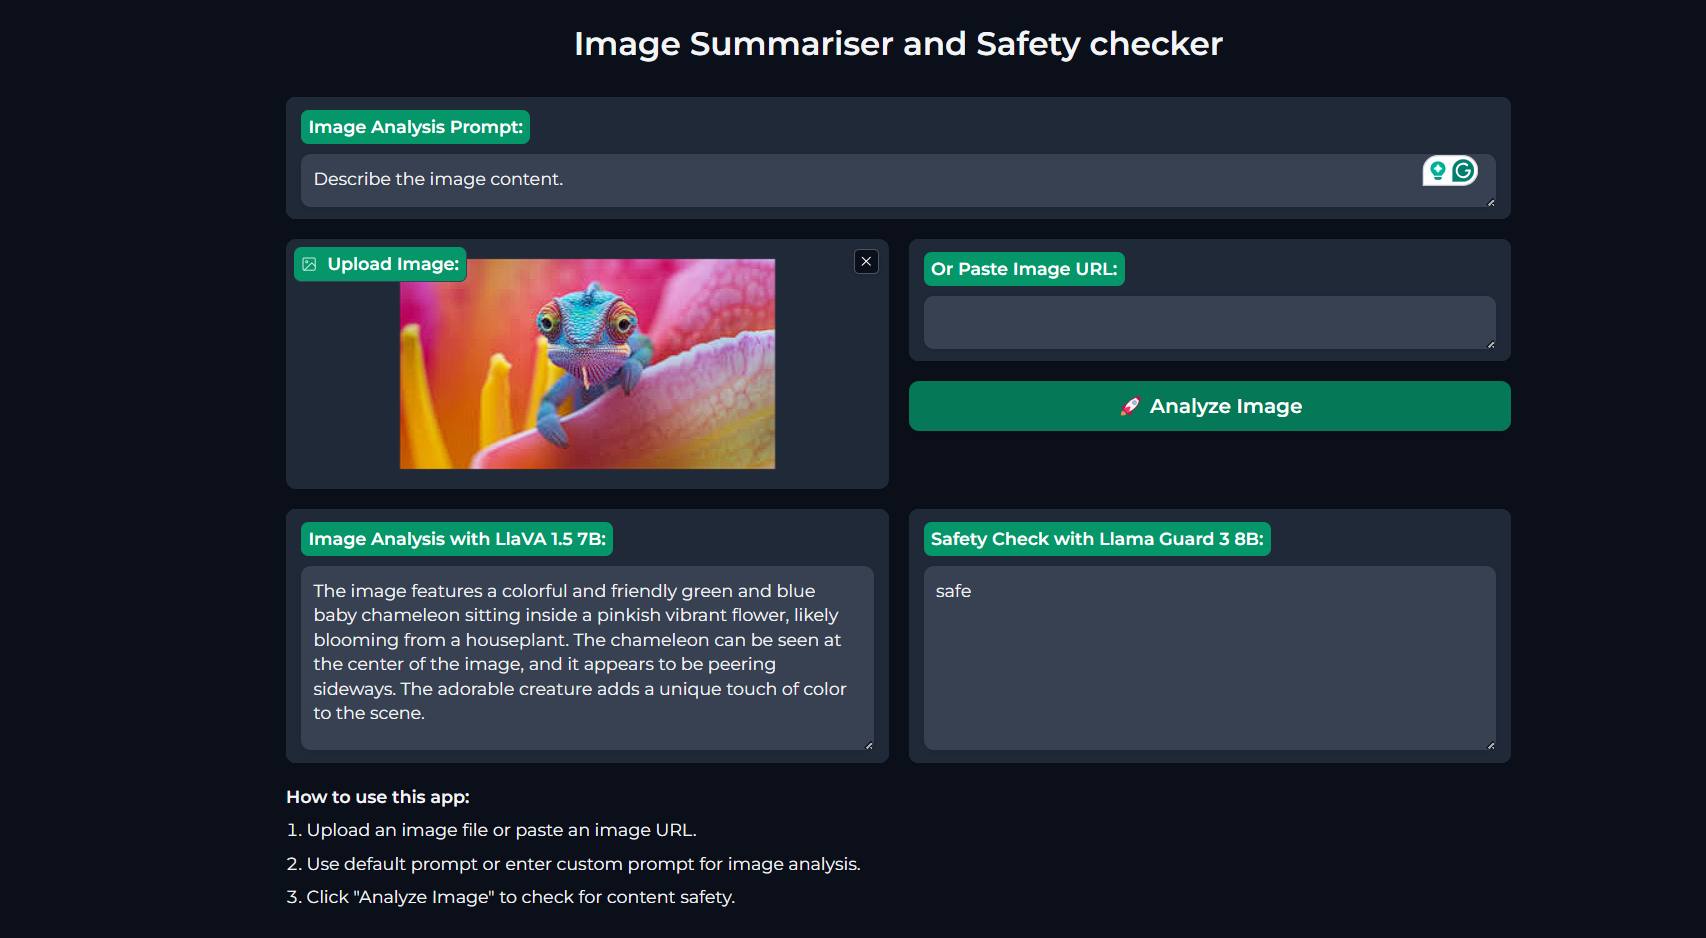 Image Summariser and Safety checker
Image Analysis Prompt:
Describe the image content.
Upload Image:
Or Paste Image URL:
🚀 Analyze Image
Image Analysis with LlaVA 1.5 7B:
The image features a colorful and friendly green and blue
baby chameleon sitting inside a pinkish vibrant flower, likely
blooming from a houseplant. The chameleon can be seen at
the center of the image, and it appears to be peering
sideways. The adorable creature adds a unique touch of color
to the scene.
Safety Check with Llama Guard 3 8B:
safe
How to use this app:
1. Upload an image file or paste an image URL.
2. Use default prompt or enter custom prompt for image analysis.
3. Click "Analyze Image" to check for content safety.